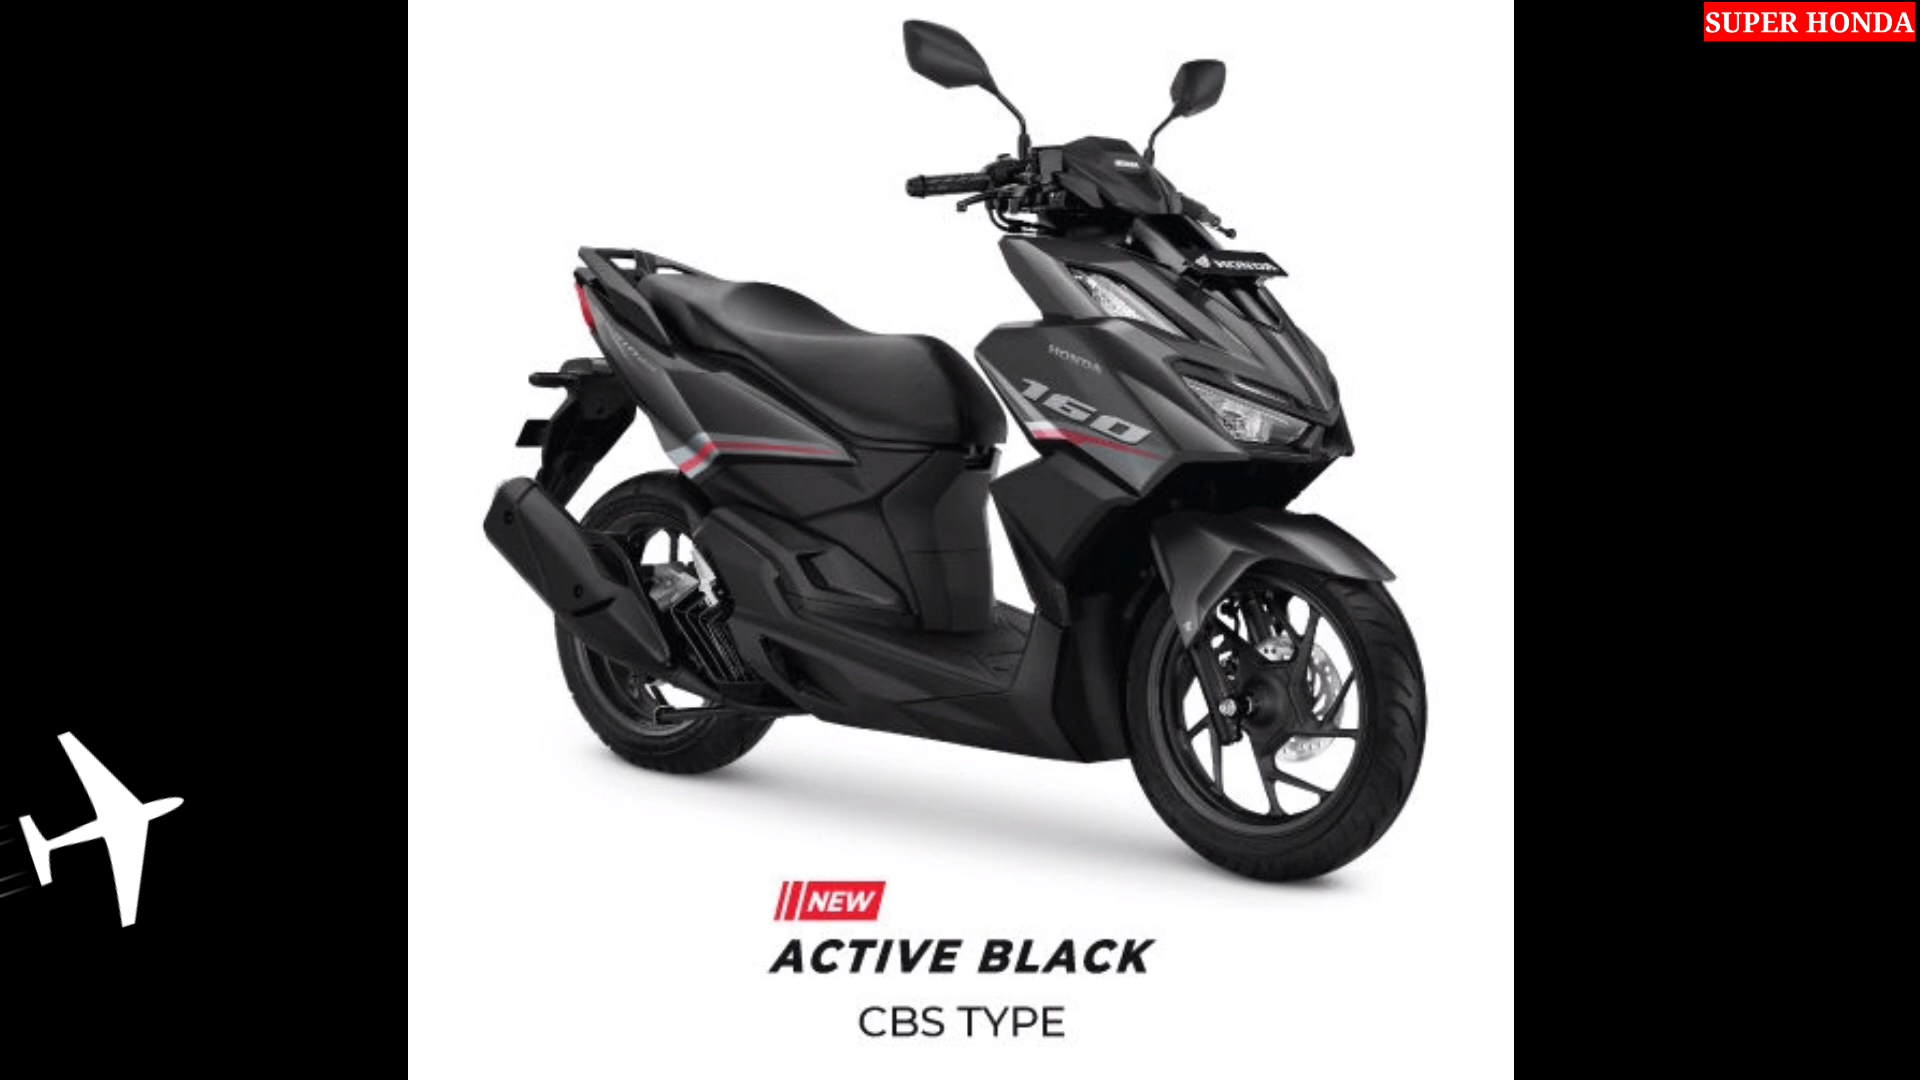 SUPER HONDA
HONDA
HONDA
160
NEW
ACTIVE BLACK
CBS TYPE